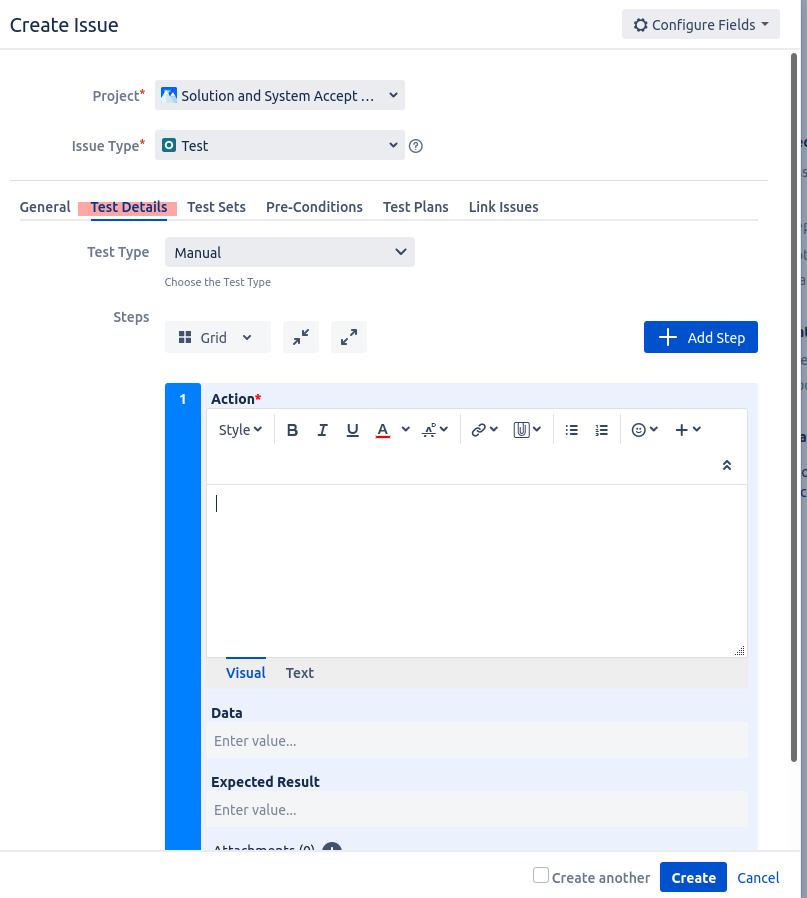 Create Issue
Configure Fields
Project*
Solution and System Accept ...
Issue Type*
Test
General
Test Details
Test Sets
Pre-Conditions
Test Plans
Link Issues
Test Type
Manual
Choose the Test Type
Steps
Grid
Add Step
1
Action*
Style
B I U A
Visual
Text
Data
Enter value...
Expected Result
Enter value...
Attachments (0)
Create another
Create
Cancel